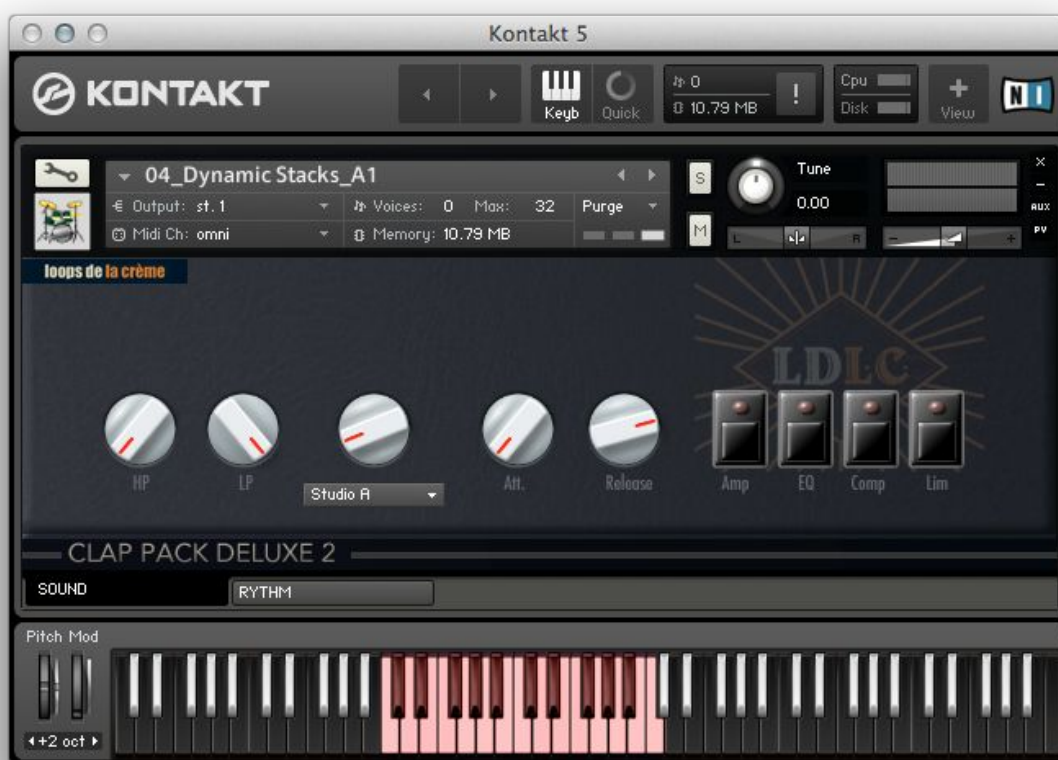 Kontakt 5
KONTAKT
Keyb
Quick
0
10.79 MB
!
Cpu
Disk
View
NI
04_Dynamic Stacks_A1
Output: st. 1
Voices: 0 Max: 32
Purge
Midi Ch: omni
Memory: 10.79 MB
S
M
Tune
0.00
L
R
AUX
PV
loops de la crème
LDLC
HP
LP
Studio A
Att.
Release
Amp
EQ
Comp
Lim
CLAP PACK DELUXE 2
SOUND
RYTHM
Pitch Mod
+2 oct